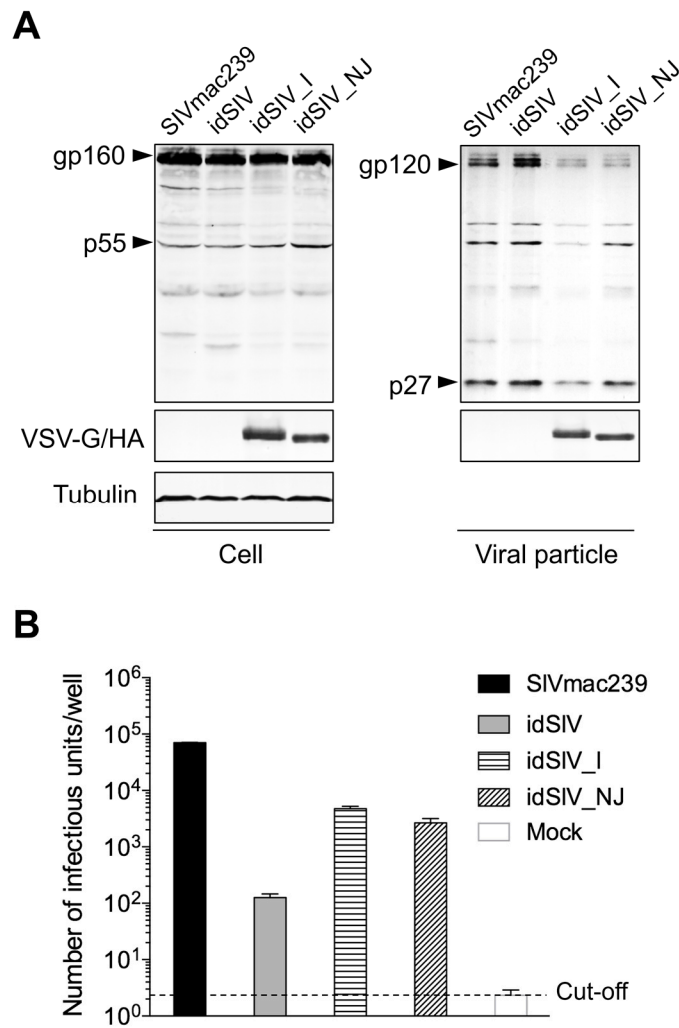 A
SIVmac239
idSIV
idSIV_I
idSIV_NJ
SIVmac239
idSIV
idSIV_I
idSIV_NJ
gp160
p55
gp120
p27
VSV-G/HA
Tubulin
Cell
Viral particle
B
Number of infectious units/well
10⁶
10⁵
10⁴
10³
10²
10¹
10⁰
SIVmac239
idSIV
idSIV_I
idSIV_NJ
Mock
Cut-off